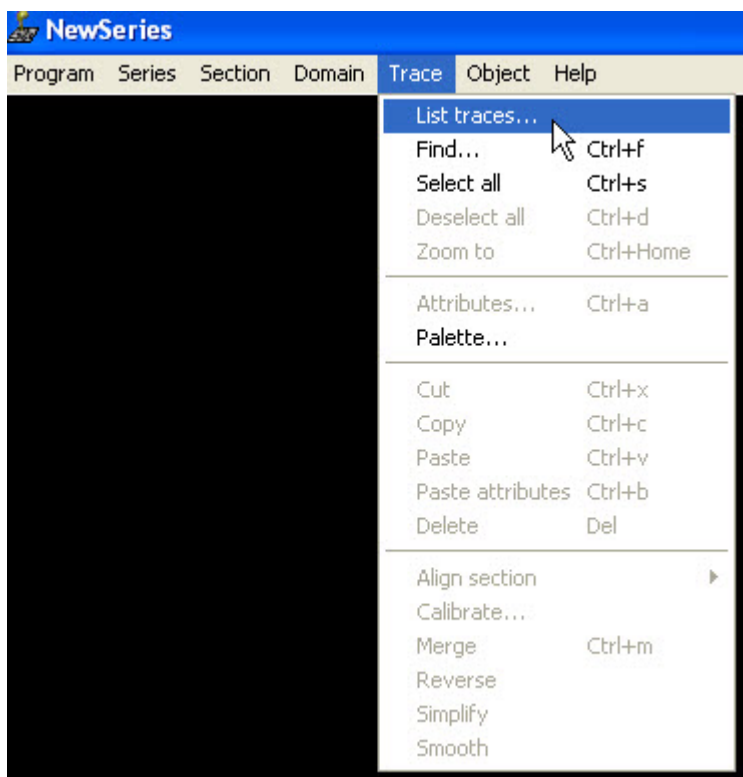 NewSeries
Program Series Section Domain Trace Object Help
List traces...
Find... Ctrl+f
Select all Ctrl+s
Deselect all Ctrl+d
Zoom to Ctrl+Home
Attributes... Ctrl+a
Palette...
Cut Ctrl+x
Copy Ctrl+c
Paste Ctrl+v
Paste attributes Ctrl+b
Delete Del
Align section
Calibrate...
Merge Ctrl+m
Reverse
Simplify
Smooth